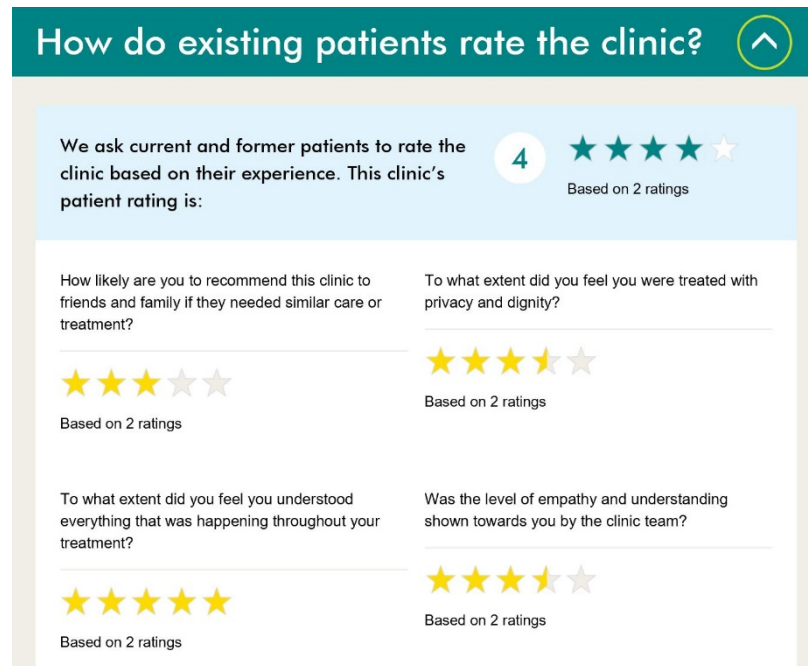 How do existing patients rate the clinic?
We ask current and former patients to rate the
clinic based on their experience. This clinic's
patient rating is:
4
Based on 2 ratings
How likely are you to recommend this clinic to
friends and family if they needed similar care or
treatment?
Based on 2 ratings
To what extent did you feel you were treated with
privacy and dignity?
Based on 2 ratings
To what extent did you feel you understood
everything that was happening throughout your
treatment?
Based on 2 ratings
Was the level of empathy and understanding
shown towards you by the clinic team?
Based on 2 ratings